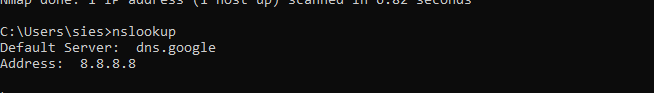 Nmap done: 1 IP address (1 host up) scanned in 0.82 seconds
C:\Users\sies>nslookup
Default Server:  dns.google
Address:  8.8.8.8